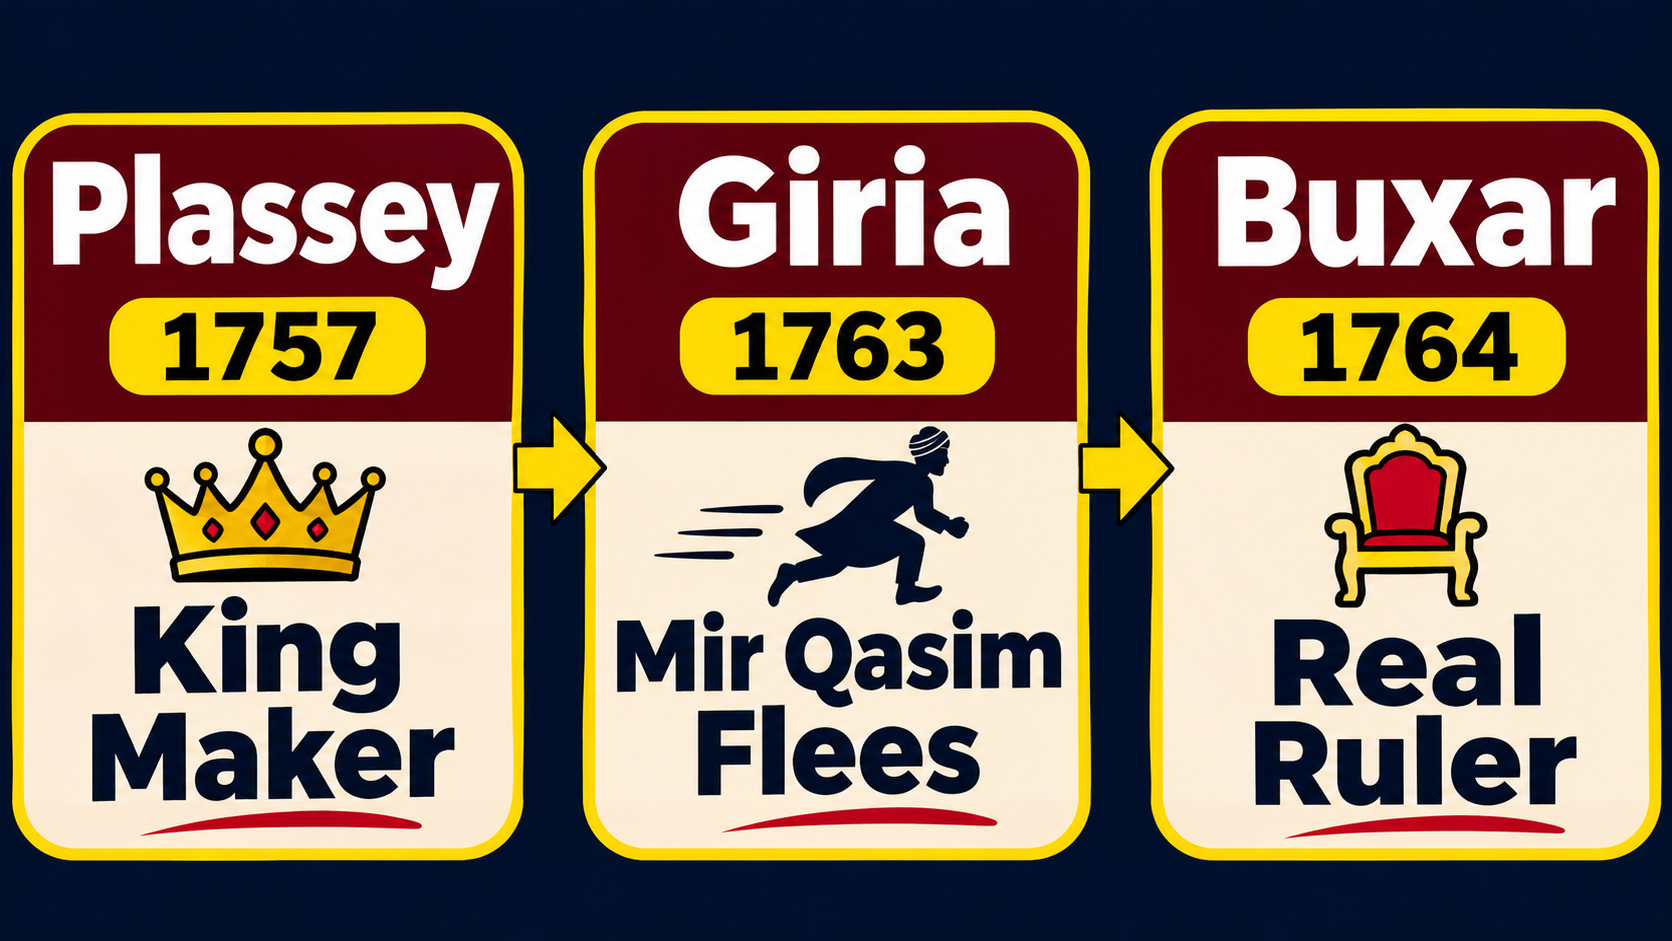 Plassey
1757
King
Maker
Giria
1763
Mir Qasim
Flees
Buxar
1764
Real
Ruler